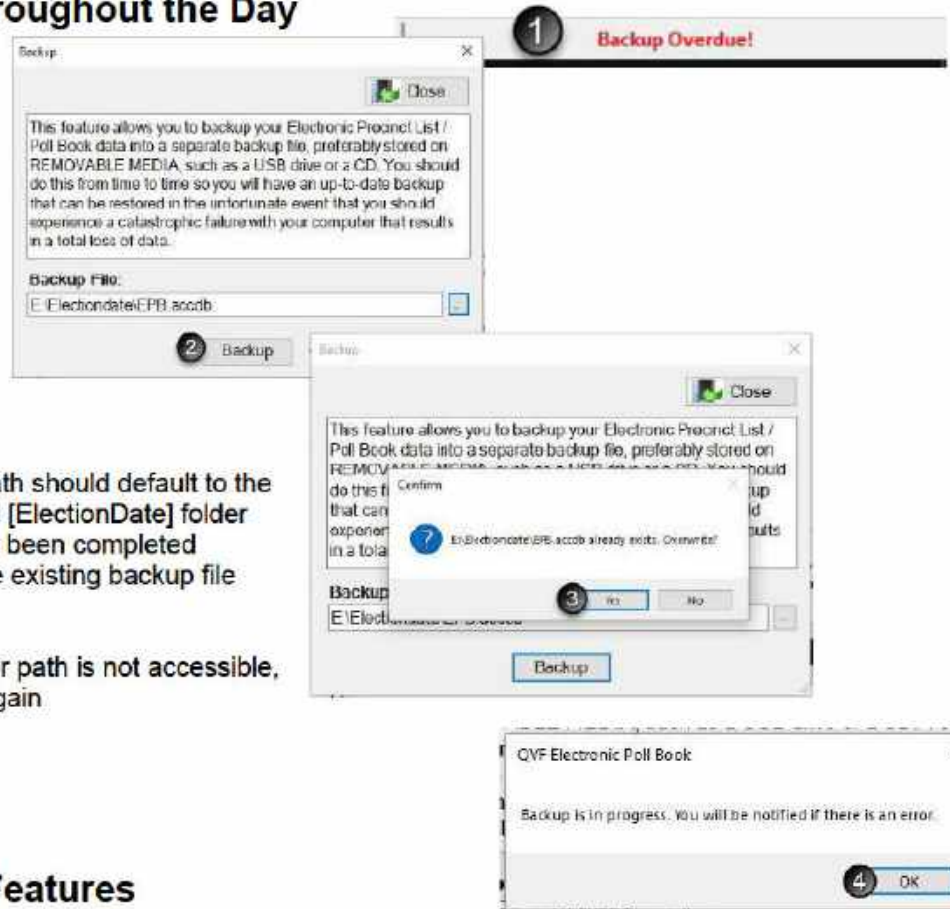 roughout the Day
1
Backup Overdue!
Backup
Close
This feature allows you to backup your Electronic Precinct List /
Poll Book data into a separate backup file, preferably stored on
REMOVABLE MEDIA, such as a USB drive or a CD. You should
do this from time to time so you will have an up-to-date backup
that can be restored in the unfortunate event that you should
experience a catastrophic failure with your computer that results
in a total loss of data.
Backup File:
E:\Electiondate\EPB.accdb
...
2
Backup
Backup
Close
This feature allows you to backup your Electronic Precinct List /
Poll Book data into a separate backup file, preferably stored on
do this
Confirm
up
that can
experien
E:\Electiondate\EPB.accdb already exists. Overwrite?
sults
in a tota
Backup
3
Yes
No
Backup
ath should default to the
[ElectionDate] folder
been completed
e existing backup file
r path is not accessible,
gain
QVF Electronic Poll Book
Backup is in progress. You will be notified if there is an error.
4
OK
Features